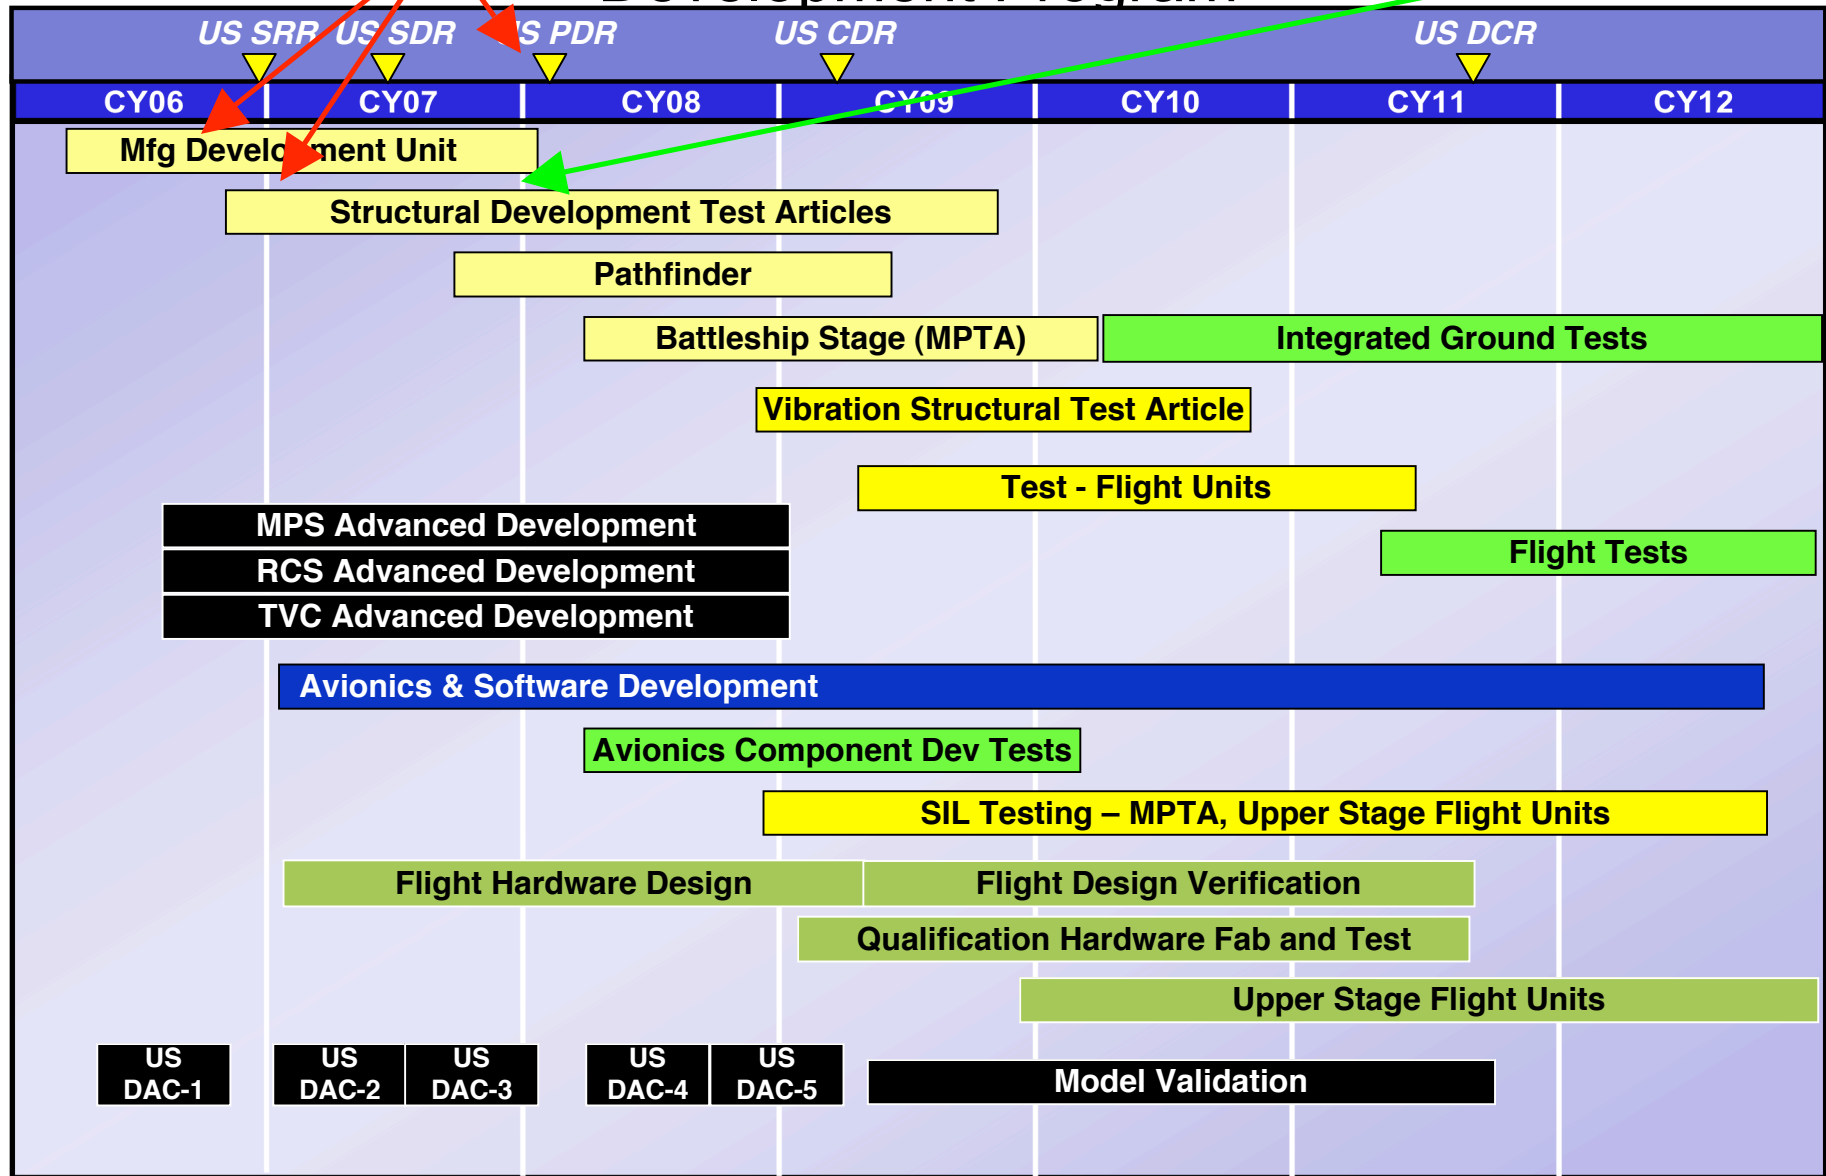 Development Program
US SRR US SDR US PDR US CDR US DCR
CY06 CY07 CY08 CY09 CY10 CY11 CY12
Mfg Development Unit
Structural Development Test Articles
Pathfinder
Battleship Stage (MPTA) Integrated Ground Tests
Vibration Structural Test Article
Test - Flight Units
MPS Advanced Development
Flight Tests
RCS Advanced Development
TVC Advanced Development
Avionics & Software Development
Avionics Component Dev Tests
SIL Testing – MPTA, Upper Stage Flight Units
Flight Hardware Design Flight Design Verification
Qualification Hardware Fab and Test
Upper Stage Flight Units
US
DAC-1
US
DAC-2
US
DAC-3
US
DAC-4
US
DAC-5
Model Validation